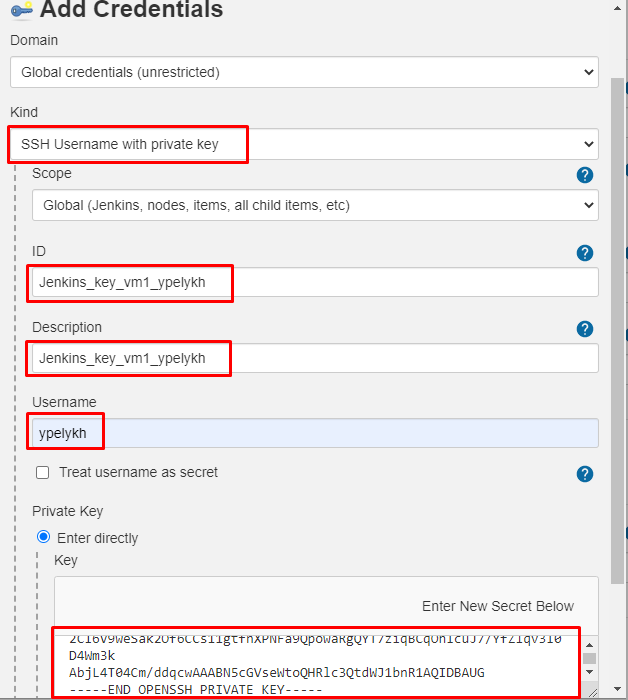 Add Credentials
Domain
Global credentials (unrestricted)
Kind
SSH Username with private key
Scope
Global (Jenkins, nodes, items, all child items, etc)
ID
Jenkins_key_vm1_ypelykh
Description
Jenkins_key_vm1_ypelykh
Username
ypelykh
Treat username as secret
Private Key
Enter directly
Key
Enter New Secret Below
D4Wm3k
AbjL4T04Cm/ddqcwAAABN5cGVseWtoQHRlc3QtdWJ1bnR1AQIDBAUG
-----END OPENSSH PRIVATE KEY-----